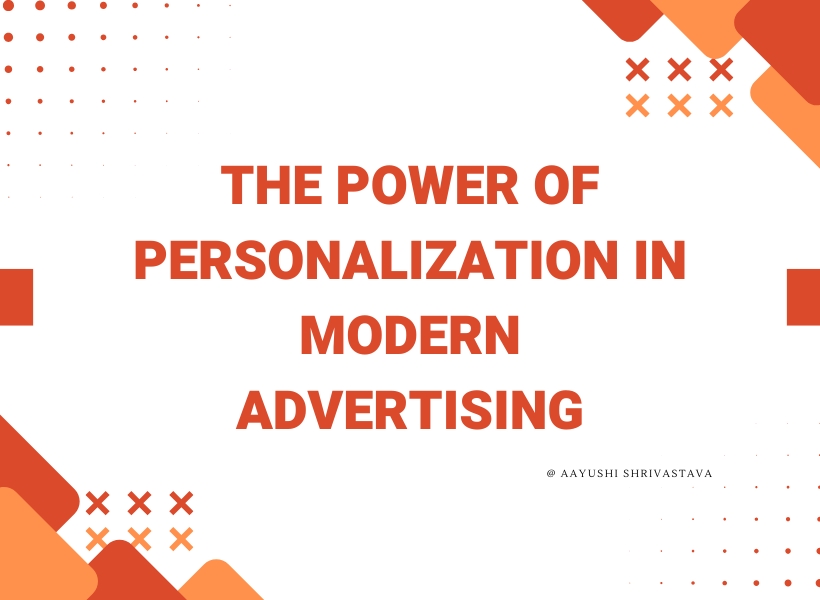 THE POWER OF
PERSONALIZATION IN
MODERN
ADVERTISING
@ AAYUSHI SHRIVASTAVA